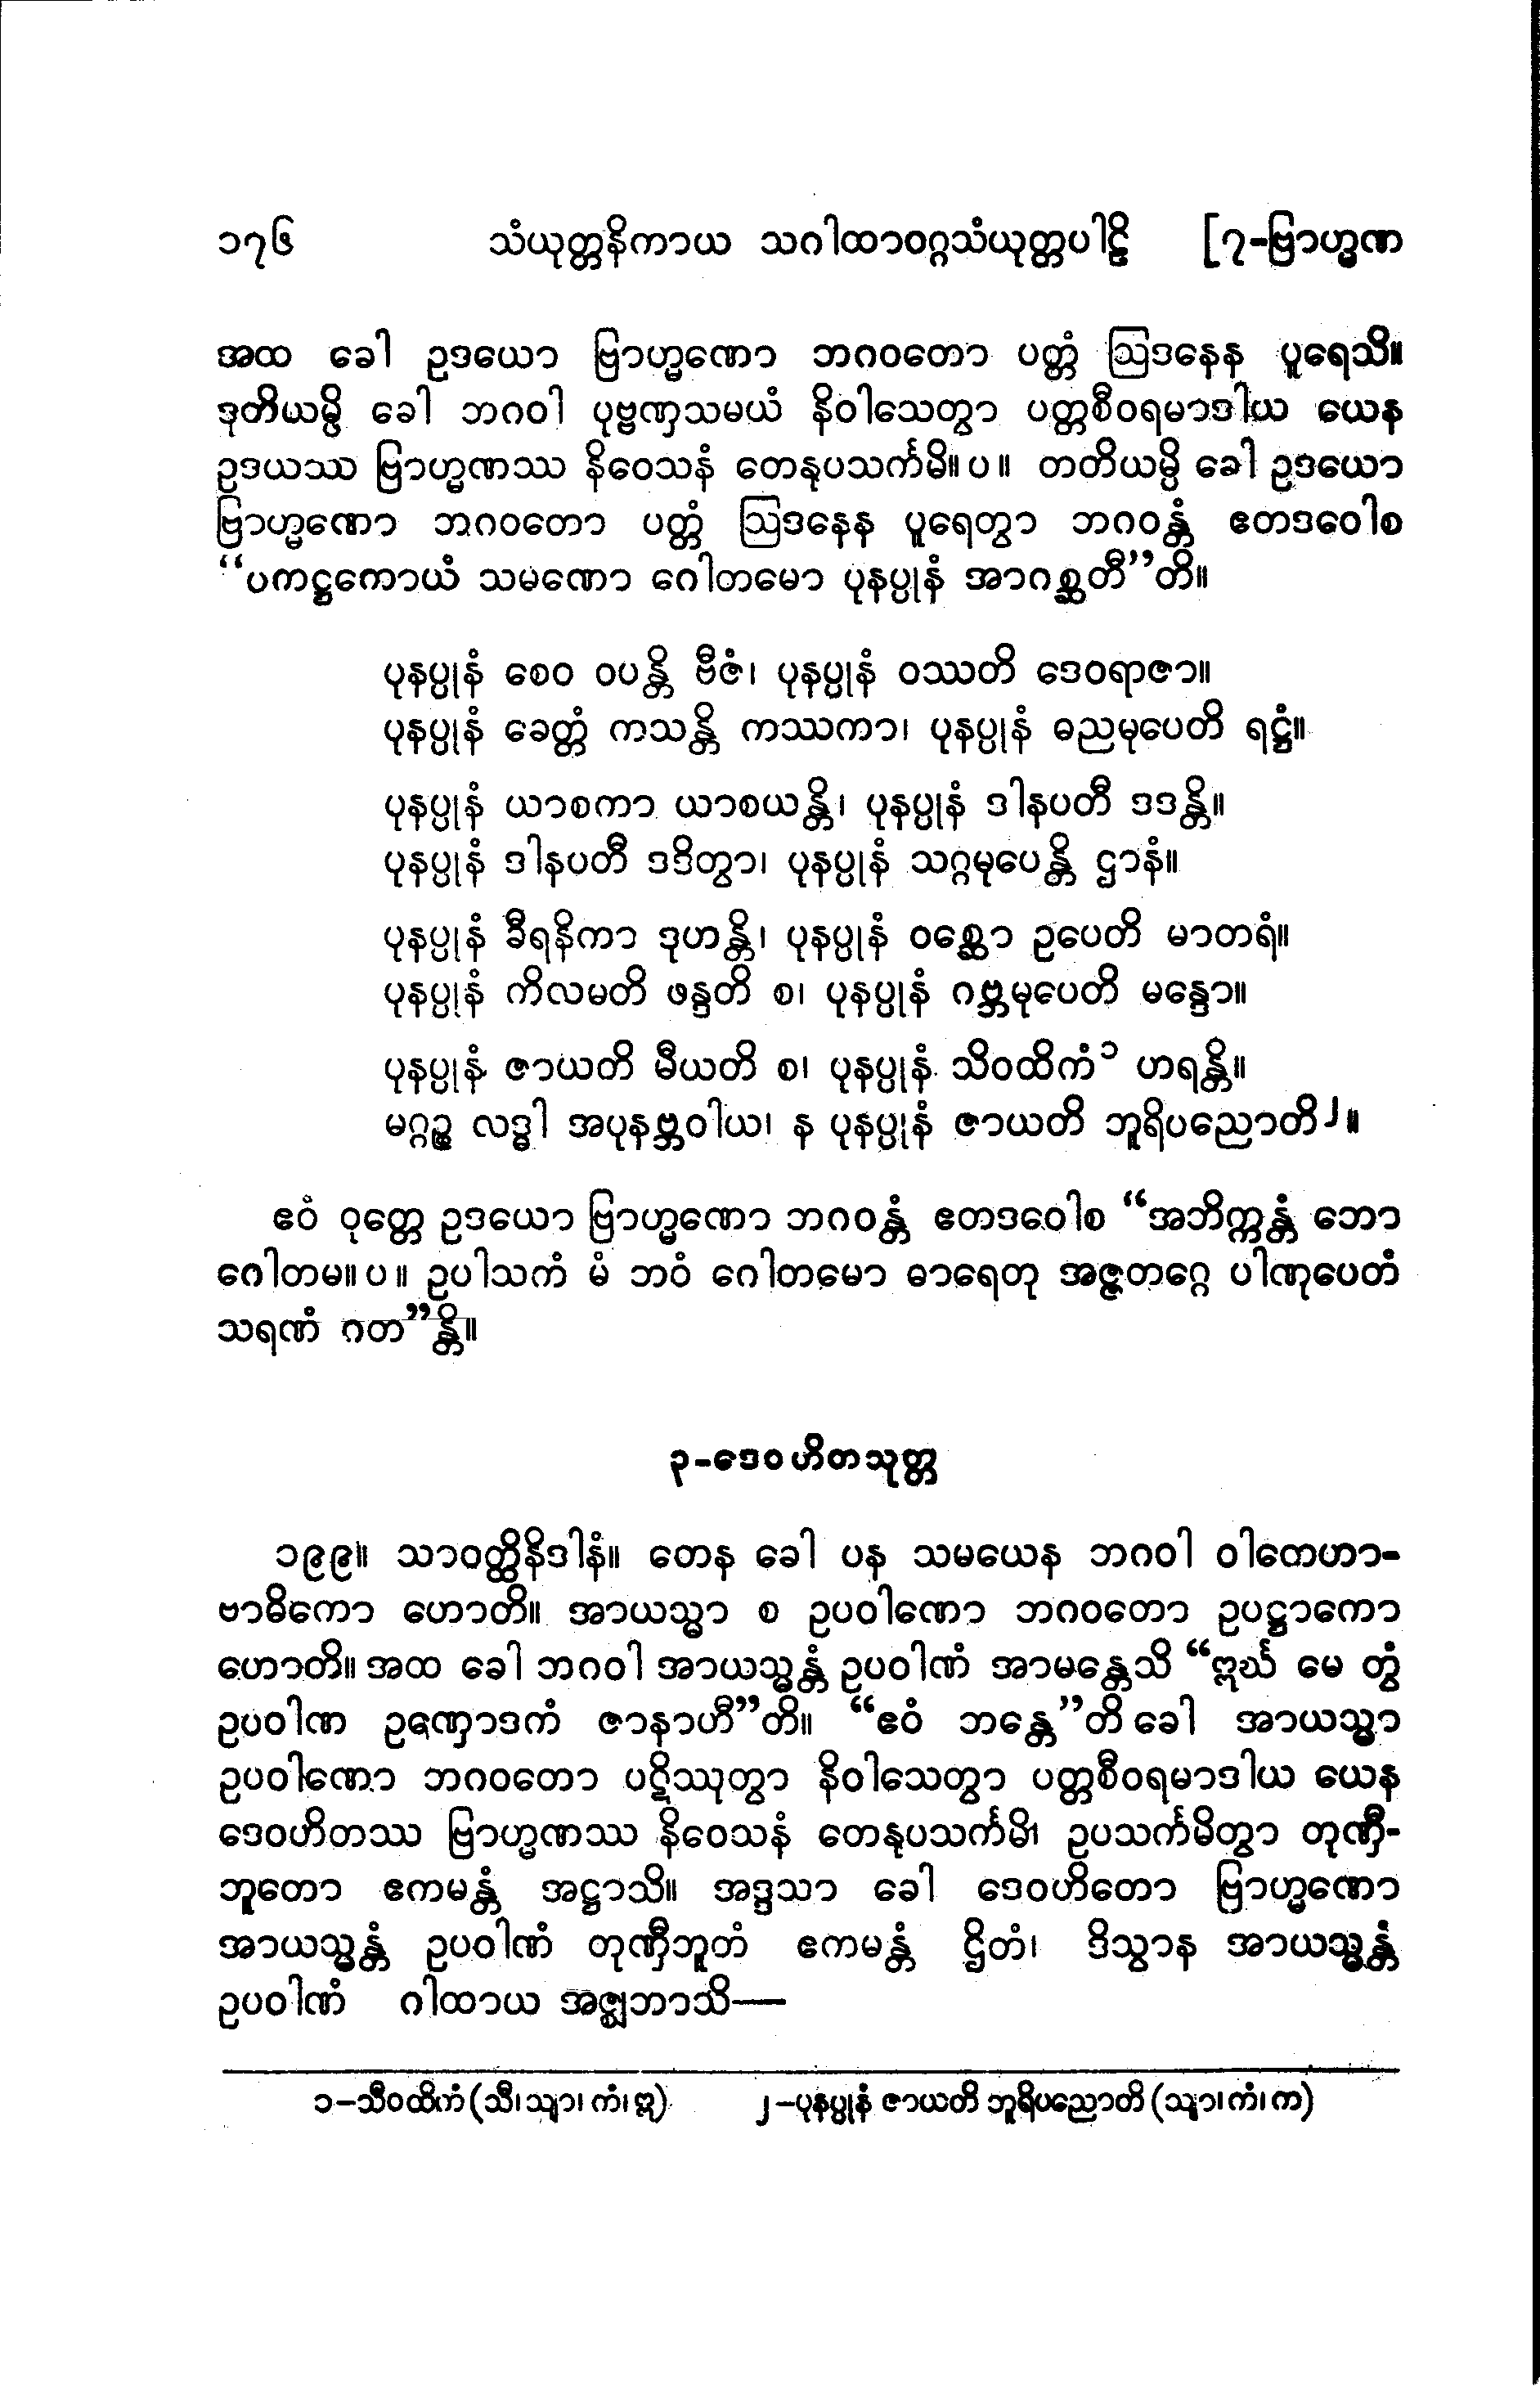 ၁၇၆ သံယုတ္တနိကာယ သဂါထာဝဂ္ဂသံယုတ္တပါဠိ [၇-ဗြာဟ္မဏ
အထ ခေါ ဥဒယော ဗြာဟ္မဏော ဘဂဝတော ပတ္တံ ဩဒနေန ပူရေသိ။
ဒုတိယမ္ပိ ခေါ ဘဂဝါ ပုဗ္ဗဏှသမယံ နိဝါသေတွာ ပတ္တစီဝရမာဒါယ ယေန
ဥဒယဿ ဗြာဟ္မဏဿ နိဝေသနံ တေနုပသင်္ကမိ။ ပ ။ တတိယမ္ပိ ခေါ ဥဒယော
ဗြာဟ္မဏော ဘဂဝတော ပတ္တံ ဩဒနေန ပူရေတွာ ဘဂဝန္တံ ဧတဒဝေါစ
“ပကဋ္ဌကောယံ သမဏော ဂေါတမော ပုနပ္ပုနံ အာဂစ္ဆတီ”တိ။
ပုနပ္ပုနံ စေဝ ဝပန္တိ ဗီဇံ၊ ပုနပ္ပုနံ ဝဿတိ ဒေဝရာဇာ။
ပုနပ္ပုနံ ခေတ္တံ ကသန္တိ ကဿကာ၊ ပုနပ္ပုနံ ဓညမုပေတိ ရဋ္ဌံ။
ပုနပ္ပုနံ ယာစကာ ယာစယန္တိ၊ ပုနပ္ပုနံ ဒါနပတီ ဒဒန္တိ။
ပုနပ္ပုနံ ဒါနပတီ ဒဒိတွာ၊ ပုနပ္ပုနံ သဂ္ဂမုပေန္တိ ဌာနံ။
ပုနပ္ပုနံ ခီရနိကာ ဒုဟန္တိ၊ ပုနပ္ပုနံ ဝစ္ဆော ဥပေတိ မာတရံ။
ပုနပ္ပုနံ ကိလမတိ ဖန္ဒတိ စ၊ ပုနပ္ပုနံ ဂဗ္ဘမုပေတိ မန္ဒော။
ပုနပ္ပုနံ ဇာယတိ မီယတိ စ၊ ပုနပ္ပုနံ သိဝထိကံ၁ ဟရန္တိ။
မဂ္ဂဉ္စ လဒ္ဓါ အပုနဗ္ဘဝါယ၊ န ပုနပ္ပုနံ ဇာယတိ ဘူရိပညောတိ၂။
ဧဝံ ဝုတ္တေ ဥဒယော ဗြာဟ္မဏော ဘဂဝန္တံ ဧတဒဝေါစ “အဘိက္ကန္တံ ဘော
ဂေါတမ။ ပ ။ ဥပါသကံ မံ ဘဝံ ဂေါတမော ဓာရေတု အဇ္ဇတဂ္ဂေ ပါဏုပေတံ
သရဏံ ဂတ”န္တိ။
၃-ဒေဝဟိတသုတ္တ
၁၉၉။ သာဝတ္ထိနိဒါနံ။ တေန ခေါ ပန သမယေန ဘဂဝါ ဝါတေဟာ-
ဗာဓိကော ဟောတိ။ အာယသ္မာ စ ဥပဝါဏော ဘဂဝတော ဥပဋ္ဌာကော
ဟောတိ။ အထ ခေါ ဘဂဝါ အာယသ္မန္တံ ဥပဝါဏံ အာမန္တေသိ “ဣင်္ဃ မေ တွံ
ဥပဝါဏ ဥဏှောဒကံ ဇာနာဟီ”တိ။ “ဧဝံ ဘန္တေ”တိ ခေါ အာယသ္မာ
ဥပဝါဏော ဘဂဝတော ပဋိဿုတွာ နိဝါသေတွာ ပတ္တစီဝရမာဒါယ ယေန
ဒေဝဟိတဿ ဗြာဟ္မဏဿ နိဝေသနံ တေနုပသင်္ကမိ၊ ဥပသင်္ကမိတွာ တုဏှီ-
ဘူတော ဧကမန္တံ အဋ္ဌာသိ။ အဒ္ဒသာ ခေါ ဒေဝဟိတော ဗြာဟ္မဏော
အာယသ္မန္တံ ဥပဝါဏံ တုဏှီဘူတံ ဧကမန္တံ ဌိတံ၊ ဒိသွာန အာယသ္မန္တံ
ဥပဝါဏံ ဂါထာယ အဇ္ဈဘာသိ—
၁-သီဝထိကံ (သီ၊ သျာ၊ ကံ၊ ဣ) ၂-ပုနပ္ပုနံ ဇာယတိ ဘူရိပညောတိ (သျာ၊ ကံ၊ က)